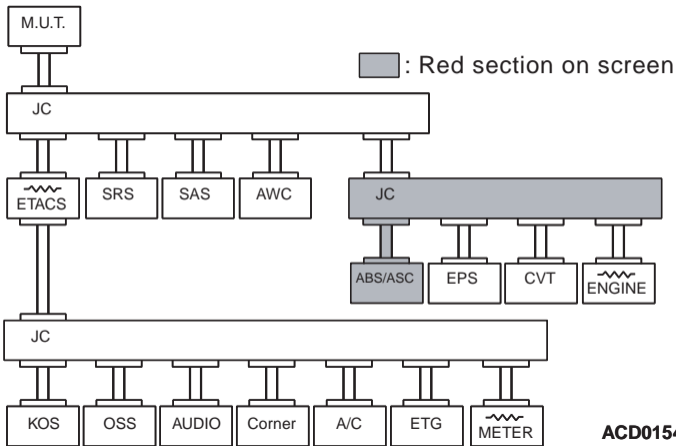 M.U.T.
: Red section on screen
JC
ETACS
SRS
SAS
AWC
JC
ABS/ASC
EPS
CVT
ENGINE
JC
KOS
OSS
AUDIO
Corner
A/C
ETG
METER
ACD0154